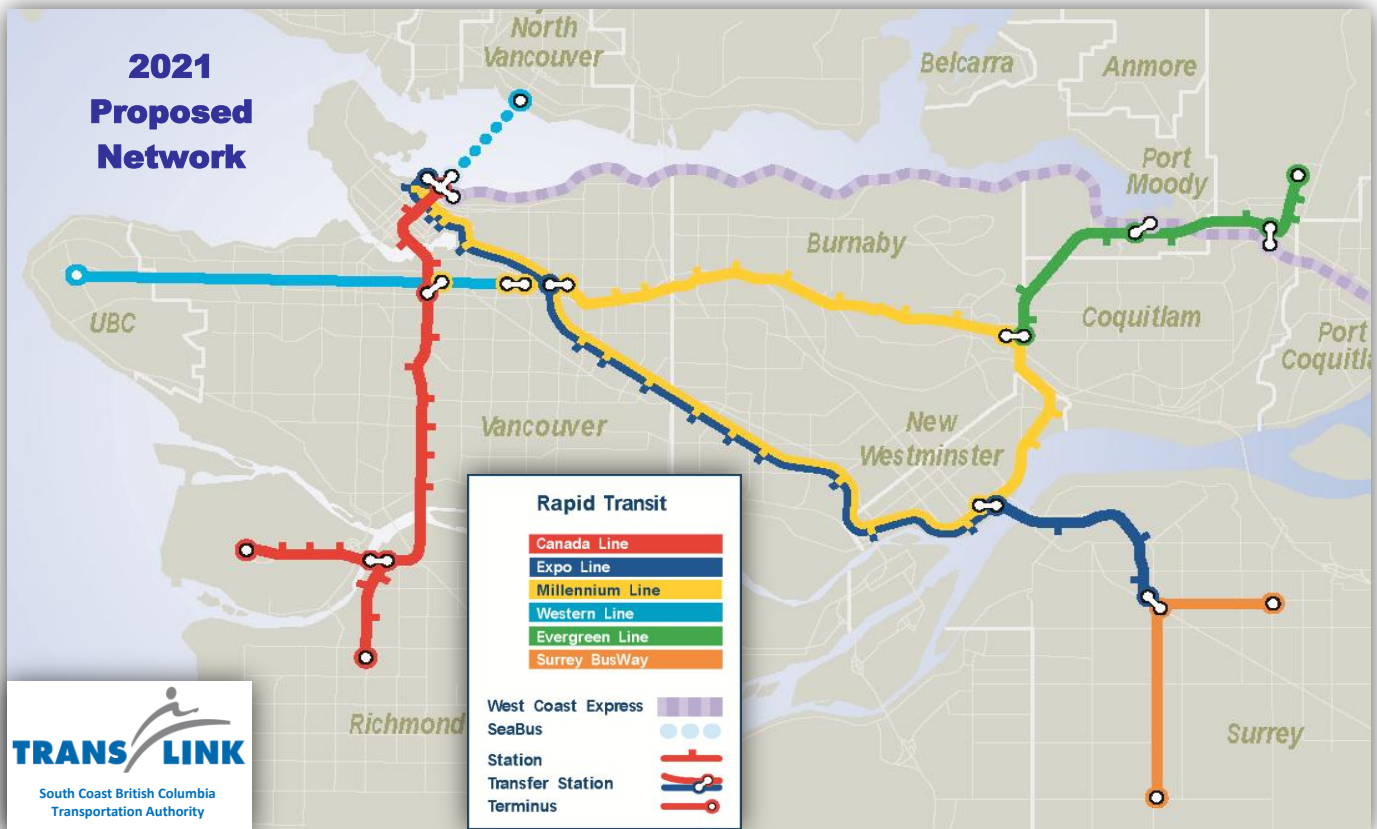 2021
Proposed
Network
North
Vancouver
Belcarra
Anmore
Port
Moody
Burnaby
UBC
Coquitlam
Port
Vancouver
New
Westminster
Rapid Transit
Canada Line
Expo Line
Millennium Line
Western Line
Evergreen Line
Surrey BusWay
West Coast Express
SeaBus
Station
Transfer Station
Terminus
Richmond
Surrey
TRANS LINK
South Coast British Columbia
Transportation Authority